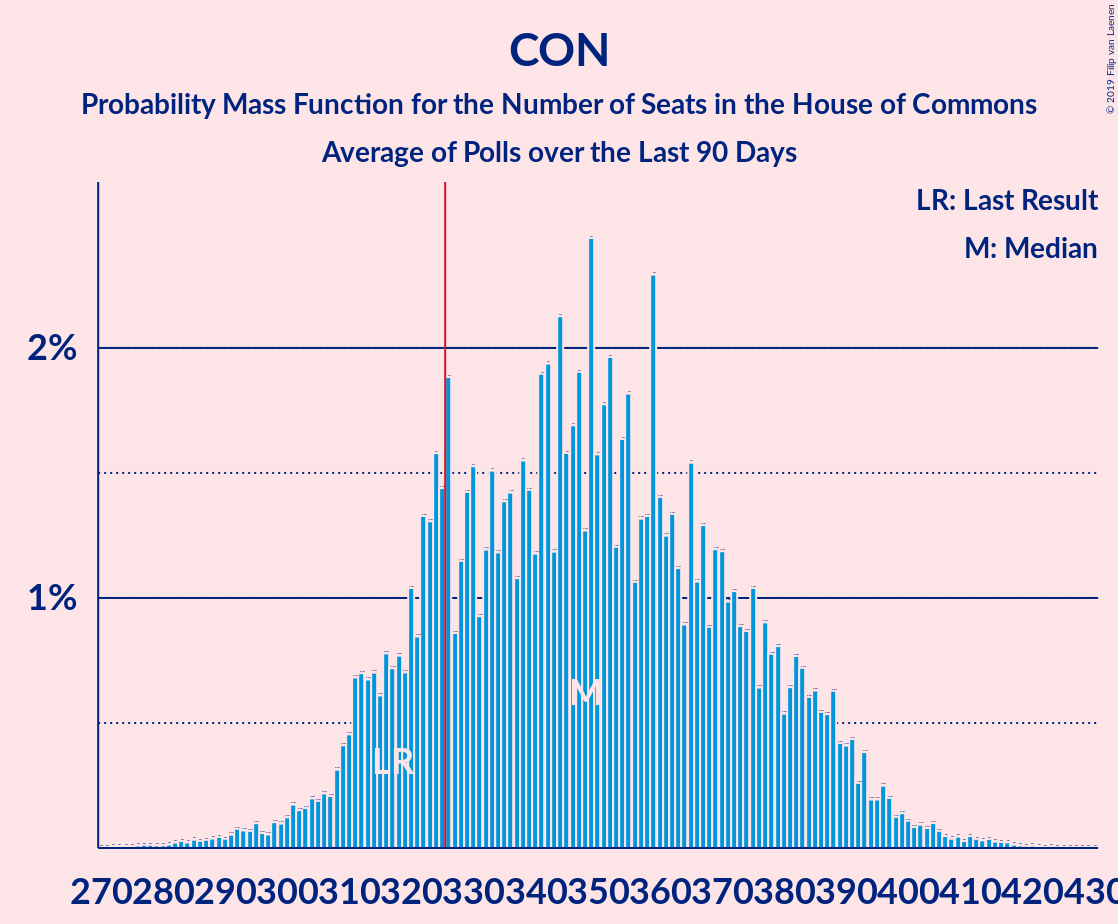 CON
Probability Mass Function for the Number of Seats in the House of Commons
Average of Polls over the Last 90 Days
© 2019 Filip van Laenen
LR: Last Result
M: Median
2%
1%
M
LR
270 280 290 300 310 320 330 340 350 360 370 380 390 400 410 420 430